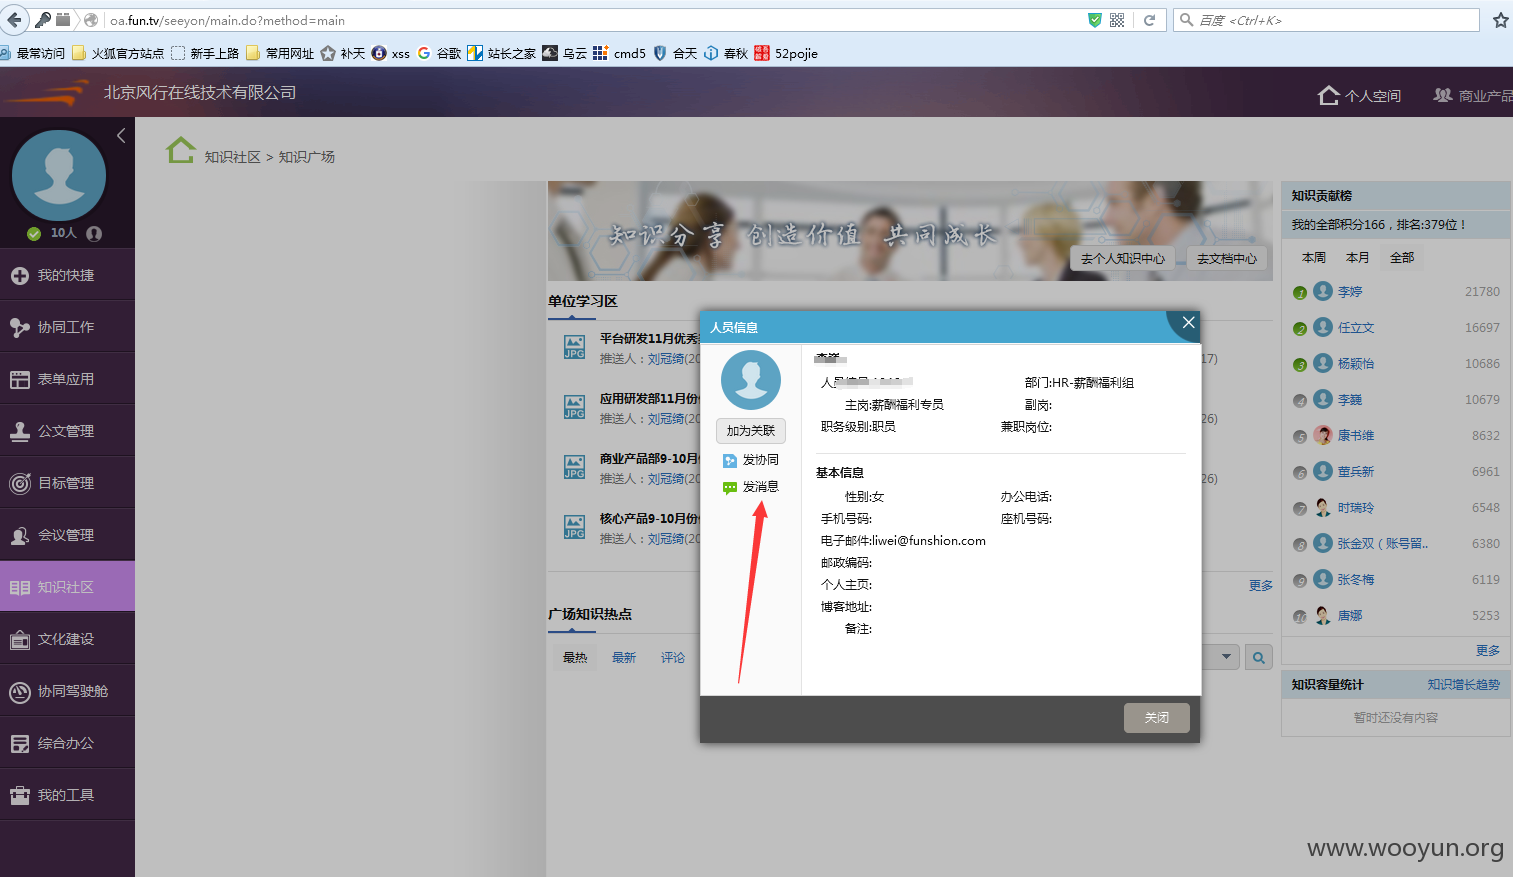 oa.fun.tv/seeyon/main.do?method=main
百度 <Ctrl+K>
最常访问 火狐官方站点 新手上路 常用网址 补天 xss 谷歌 站长之家 乌云 cmd5 合天 春秋 52pojie
北京风行在线技术有限公司
个人空间
商业产品
知识社区 > 知识广场
10人
我的快捷
协同工作
表单应用
公文管理
目标管理
会议管理
知识社区
文化建设
协同驾驶舱
综合办公
我的工具
知识分享 创造价值 共同成长
去个人知识中心
去文档中心
单位学习区
平台研发11月优秀
推送人：刘冠绮(20
17)
应用研发部11月份
推送人：刘冠绮(20
26)
商业产品部9-10月
推送人：刘冠绮(20
26)
核心产品9-10月份
推送人：刘冠绮(20
更多
广场知识热点
最热 最新 评论
人员信息
加为关联
发协同
发消息
部门:HR-薪酬福利组
主岗:薪酬福利专员
副岗:
职务级别:职员
兼职岗位:
基本信息
性别:女
办公电话:
手机号码:
座机号码:
电子邮件:liwei@funshion.com
邮政编码:
个人主页:
博客地址:
备注:
关闭
知识贡献榜
我的全部积分166，排名:379位！
本周 本月 全部
1 李婷 21780
2 任立文 16697
3 杨颖怡 10686
4 李巍 10679
5 康书维 8632
6 董兵新 6961
7 时瑞玲 6548
8 张金双（账号留.. 6380
9 张冬梅 6119
10 唐娜 5253
更多
知识容量统计 知识增长趋势
暂时还没有内容
www.wooyun.org